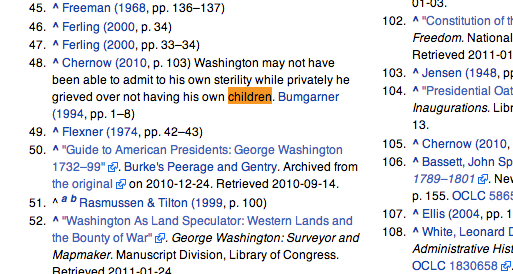 45. ^ Freeman (1968, pp. 136–137)
46. ^ Ferling (2000, p. 34)
47. ^ Ferling (2000, pp. 33–34)
48. ^ Chernow (2010, p. 103) Washington may not have
been able to admit to his own sterility while privately he
grieved over not having his own children. Bumgarner
(1994, pp. 1–8)
49. ^ Flexner (1974, pp. 42–43)
50. ^ "Guide to American Presidents: George Washington
1732–99" . Burke's Peerage and Gentry. Archived from
the original on 2010-12-24. Retrieved 2010-09-14.
51. ^ a b Rasmussen & Tilton (1999, p. 100)
52. ^ "Washington As Land Speculator: Western Lands and
the Bounty of War" . George Washington: Surveyor and
Mapmaker. Manuscript Division, Library of Congress.
Retrieved 2011-01-24.
01-03.
102. ^ "Constitution of th
Freedom. National
Retrieved 2011-01
103. ^ Jensen (1948, pp
104. ^ "Presidential Oat
Inaugurations. Libr
13.
105. ^ Chernow (2010,
106. ^ Bassett, John Sp
1789–1801 . Nev
p. 155. OCLC 5865
107. ^ Ellis (2004, pp. 1
108. ^ White, Leonard D
Administrative Hist
OCLC 1830658 .